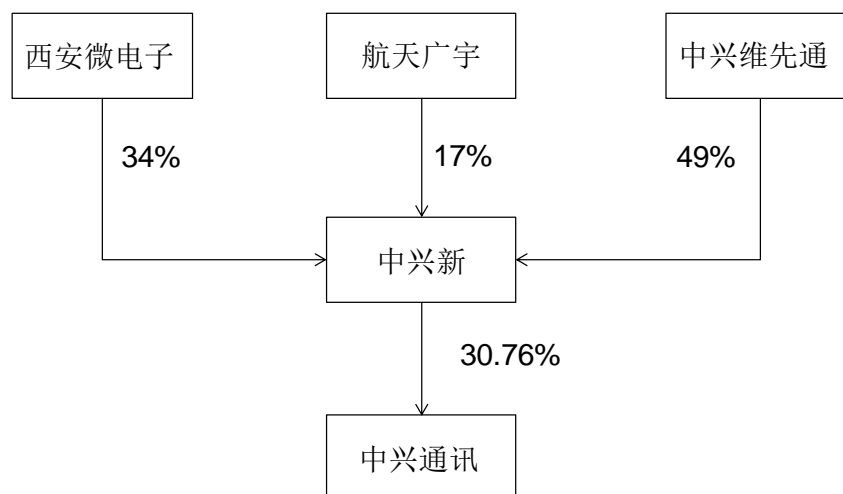 西安微电子
航天广宇
中兴维先通
34%
17%
49%
中兴新
30.76%
中兴通讯